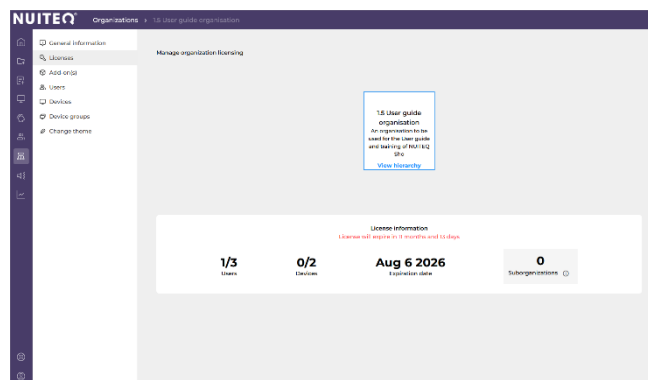 NUITEQ Organizations › 1.5 User guide organisation
General information
Licenses
Add on(s)
Users
Devices
Device groups
Change theme
Manage organization licensing
1.5 User guide
organisation
An organisation to be
used for the User guide
and training of NUITEQ
Sho
View hierarchy
License information
License will expire in 11 months and 13 days
1/3
Users
0/2
Devices
Aug 6 2026
Expiration date
0
Suborganizations